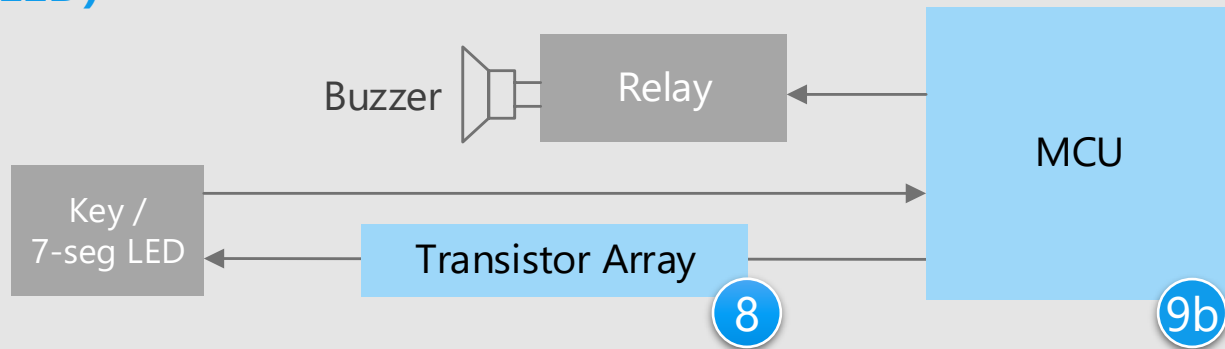 Buzzer
Relay
MCU
Key /
7-seg LED
Transistor Array
8
9b